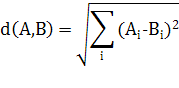 d(A,B) = √∑i (Ai-Bi)²